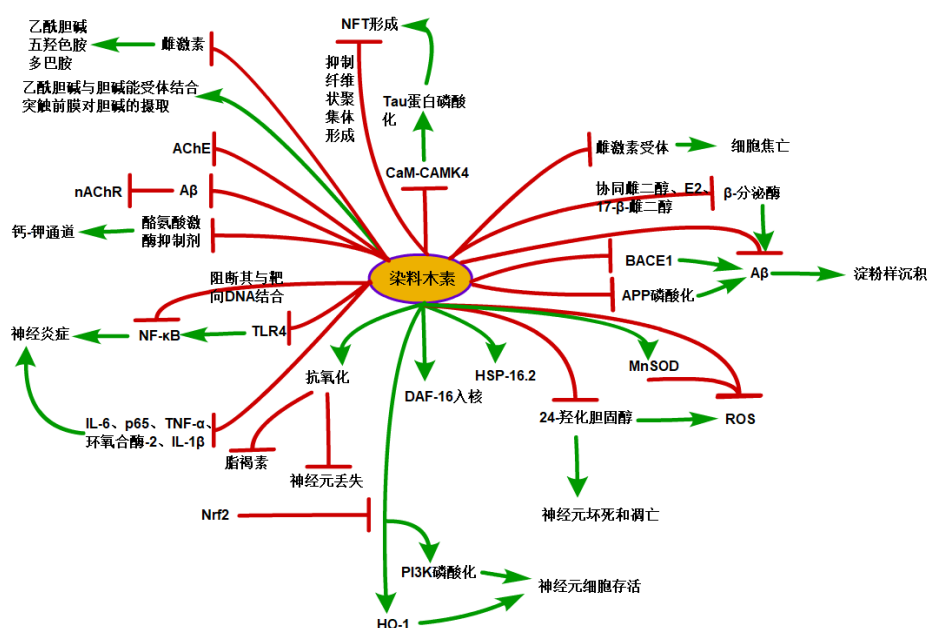 乙酰胆碱
五羟色胺
多巴胺
雌激素
乙酰胆碱与胆碱能受体结合
突触前膜对胆碱的摄取
AChE
nAChR
Aβ
钙-钾通道
酪氨酸激
酶抑制剂
NFT形成
抑制
纤维
状聚
集体
形成
Tau蛋白磷酸
化
CaM-CAMK4
雌激素受体
细胞焦亡
协同雌二醇、E2、
17-β-雌二醇
β-分泌酶
BACE1
Aβ
淀粉样沉积
APP磷酸化
染料木素
阻断其与靶
向DNA结合
神经炎症
NF-κB
TLR4
IL-6、p65、TNF-α、
环氧合酶-2、IL-1β
抗氧化
脂褐素
神经元丢失
DAF-16入核
HSP-16.2
MnSOD
24-羟化胆固醇
ROS
神经元坏死和凋亡
Nrf2
PI3K磷酸化
神经元细胞存活
HO-1